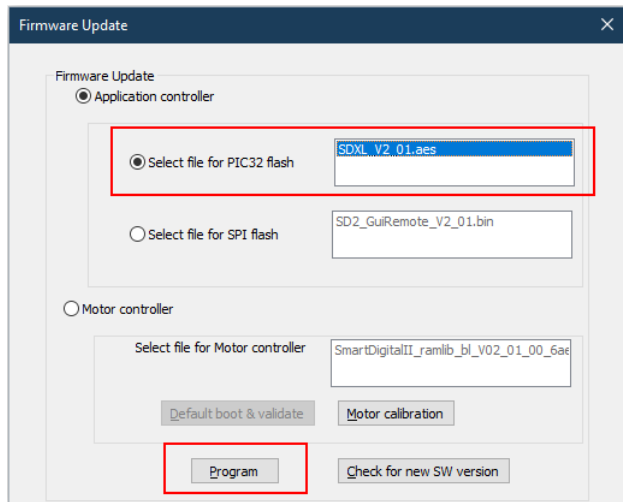 Firmware Update
Firmware Update
Application controller
Select file for PIC32 flash
SDXL_V2_01.aes
Select file for SPI flash
SD2_GuiRemote_V2_01.bin
Motor controller
Select file for Motor controller
SmartDigitalII_ramlib_bl_V02_01_00_6ae
Default boot & validate
Motor calibration
Program
Check for new SW version